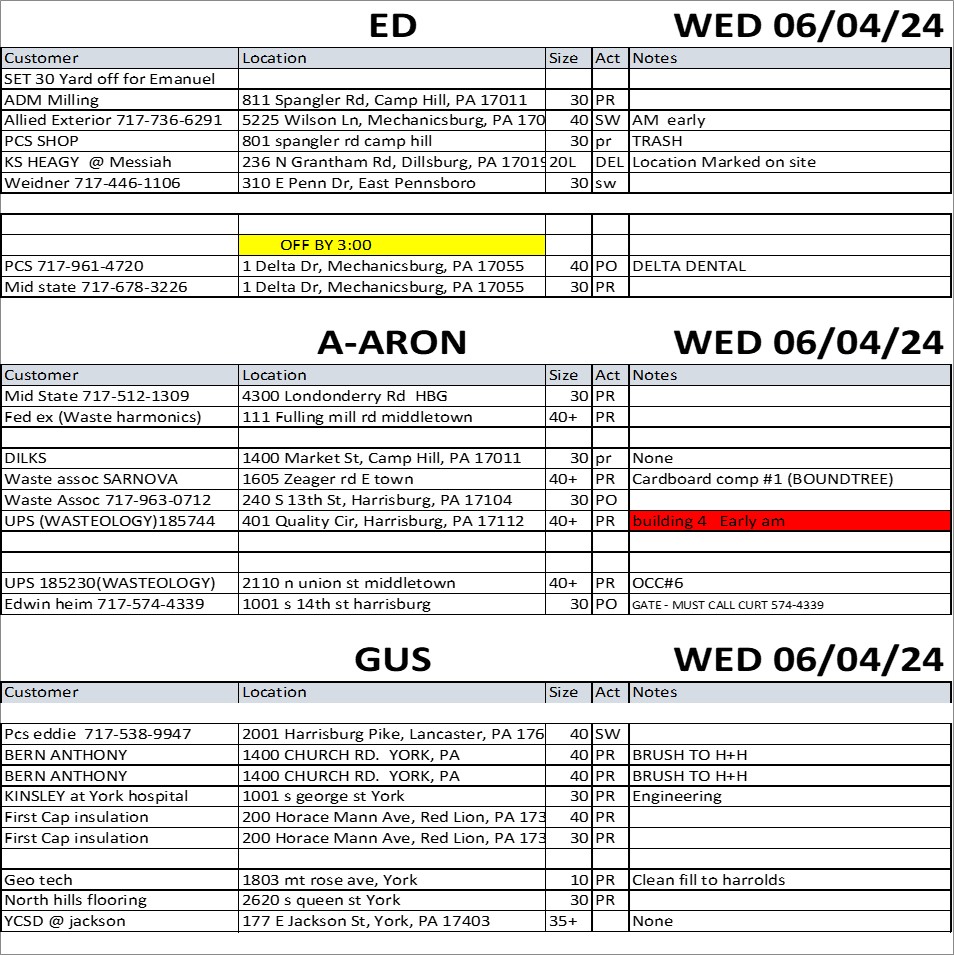 ED WED 06/04/24
Customer Location Size Act Notes
SET 30 Yard off for Emanuel
ADM Milling 811 Spangler Rd, Camp Hill, PA 17011 30 PR
Allied Exterior 717-736-6291 5225 Wilson Ln, Mechanicsburg, PA 170 40 SW AM early
PCS SHOP 801 spangler rd camp hill 30 pr TRASH
KS HEAGY @ Messiah 236 N Grantham Rd, Dillsburg, PA 17019 20L DEL Location Marked on site
Weidner 717-446-1106 310 E Penn Dr, East Pennsboro 30 sw
OFF BY 3:00
PCS 717-961-4720 1 Delta Dr, Mechanicsburg, PA 17055 40 PO DELTA DENTAL
Mid state 717-678-3226 1 Delta Dr, Mechanicsburg, PA 17055 30 PR
A-ARON WED 06/04/24
Customer Location Size Act Notes
Mid State 717-512-1309 4300 Londonderry Rd HBG 30 PR
Fed ex (Waste harmonics) 111 Fulling mill rd middletown 40+ PR
DILKS 1400 Market St, Camp Hill, PA 17011 30 pr None
Waste assoc SARNOVA 1605 Zeager rd E town 40+ PR Cardboard comp #1 (BOUNDTREE)
Waste Assoc 717-963-0712 240 S 13th St, Harrisburg, PA 17104 30 PO
UPS (WASTEOLOGY)185744 401 Quality Cir, Harrisburg, PA 17112 40+ PR building 4 Early am
UPS 185230(WASTEOLOGY) 2110 n union st middletown 40+ PR OCC#6
Edwin heim 717-574-4339 1001 s 14th st harrisburg 30 PO GATE - MUST CALL CURT 574-4339
GUS WED 06/04/24
Customer Location Size Act Notes
Pcs eddie 717-538-9947 2001 Harrisburg Pike, Lancaster, PA 176 40 SW
BERN ANTHONY 1400 CHURCH RD. YORK, PA 40 PR BRUSH TO H+H
BERN ANTHONY 1400 CHURCH RD. YORK, PA 40 PR BRUSH TO H+H
KINSLEY at York hospital 1001 s george st York 30 PR Engineering
First Cap insulation 200 Horace Mann Ave, Red Lion, PA 173 40 PR
First Cap insulation 200 Horace Mann Ave, Red Lion, PA 173 30 PR
Geo tech 1803 mt rose ave, York 10 PR Clean fill to harrolds
North hills flooring 2620 s queen st York 30 PR
YCSD @ jackson 177 E Jackson St, York, PA 17403 35+ None